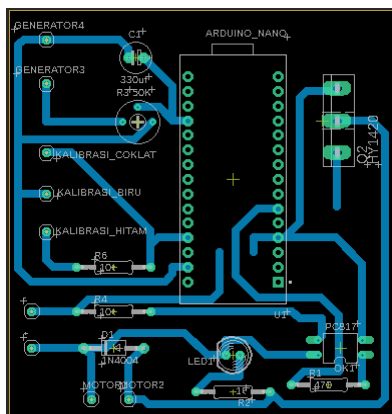 GENERATOR4
C1
ARDUINO_NANO
330uf
GENERATOR3
R3 50K
Q2
HY1420
KALIBRASI_COKLAT
KALIBRASI_BIRU
KALIBRASI_HITAM
R6
10k
R4
10k
U1
PC817
D1
1N4004
LED1
OK1
R1
470
MOTOR1
MOTOR2
R2
1k